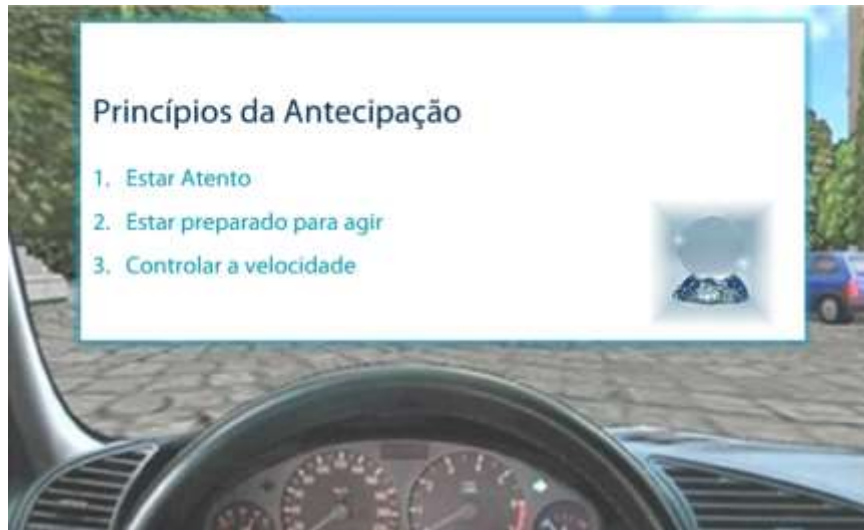 Princípios da Antecipação
1. Estar Atento
2. Estar preparado para agir
3. Controlar a velocidade